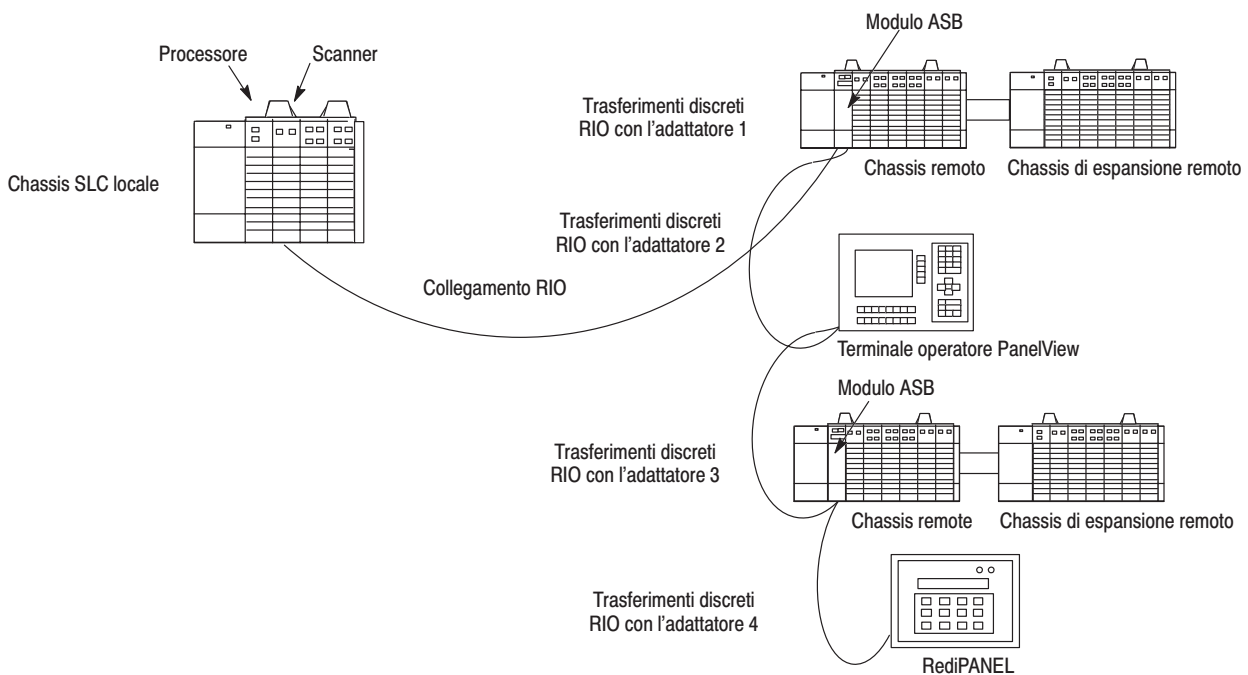 Modulo ASB
Processore
Scanner
Trasferimenti discreti
RIO con l'adattatore 1
Chassis remoto
Chassis di espansione remoto
Chassis SLC locale
Trasferimenti discreti
RIO con l'adattatore 2
Collegamento RIO
Terminale operatore PanelView
Modulo ASB
Trasferimenti discreti
RIO con l'adattatore 3
Chassis remote
Chassis di espansione remoto
Trasferimenti discreti
RIO con l'adattatore 4
RediPANEL